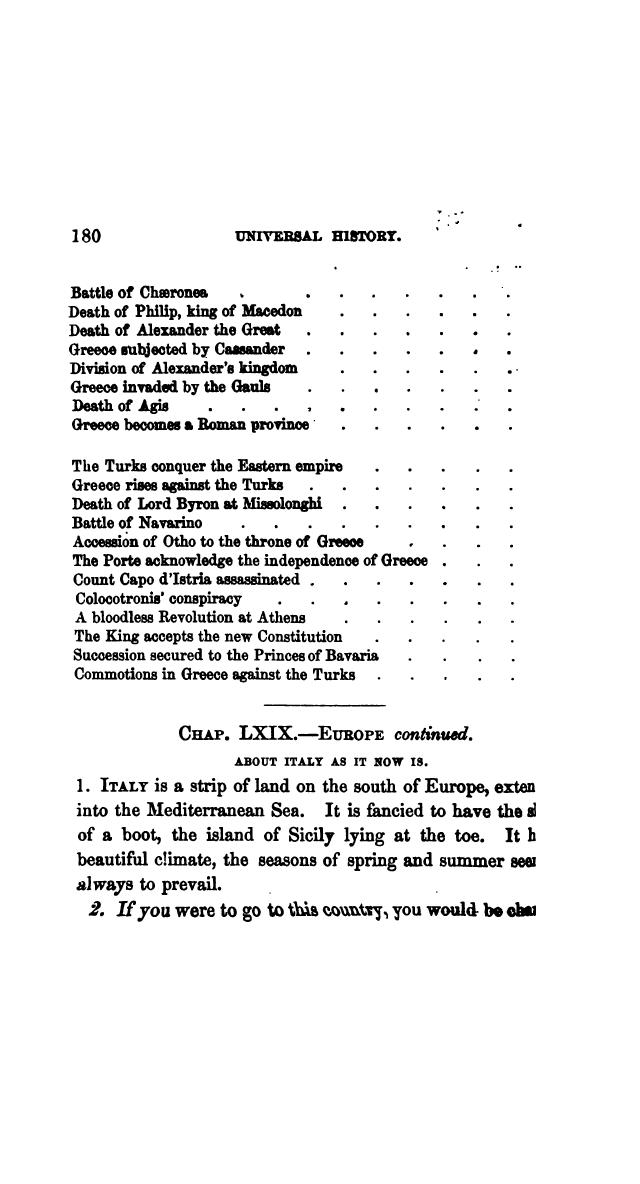 180 UNIVERSAL HISTORY.
Battle of Chæronea . . . . . . . .
Death of Philip, king of Macedon . . . . . .
Death of Alexander the Great . . . . . . .
Greece subjected by Cassander . . . . . . .
Division of Alexander's kingdom . . . . . .
Greece invaded by the Gauls . . . . . . .
Death of Agis . . . . . . . . . .
Greece becomes a Roman province . . . . . .
The Turks conquer the Eastern empire . . . . .
Greece rises against the Turks . . . . . . .
Death of Lord Byron at Missolonghi . . . . . .
Battle of Navarino . . . . . . . . .
Accession of Otho to the throne of Greece . . . .
The Porte acknowledge the independence of Greece . . .
Count Capo d'Istria assassinated . . . . . . .
Colocotronis' conspiracy . . . . . . . .
A bloodless Revolution at Athens . . . . . .
The King accepts the new Constitution . . . . .
Succession secured to the Princes of Bavaria . . . .
Commotions in Greece against the Turks . . . . .
CHAP. LXIX.—EUROPE continued.
ABOUT ITALY AS IT NOW IS.
1. ITALY is a strip of land on the south of Europe, exten
into the Mediterranean Sea. It is fancied to have the
of a boot, the island of Sicily lying at the toe. It h
beautiful climate, the seasons of spring and summer see
always to prevail.
2. If you were to go to this country, you would be cha